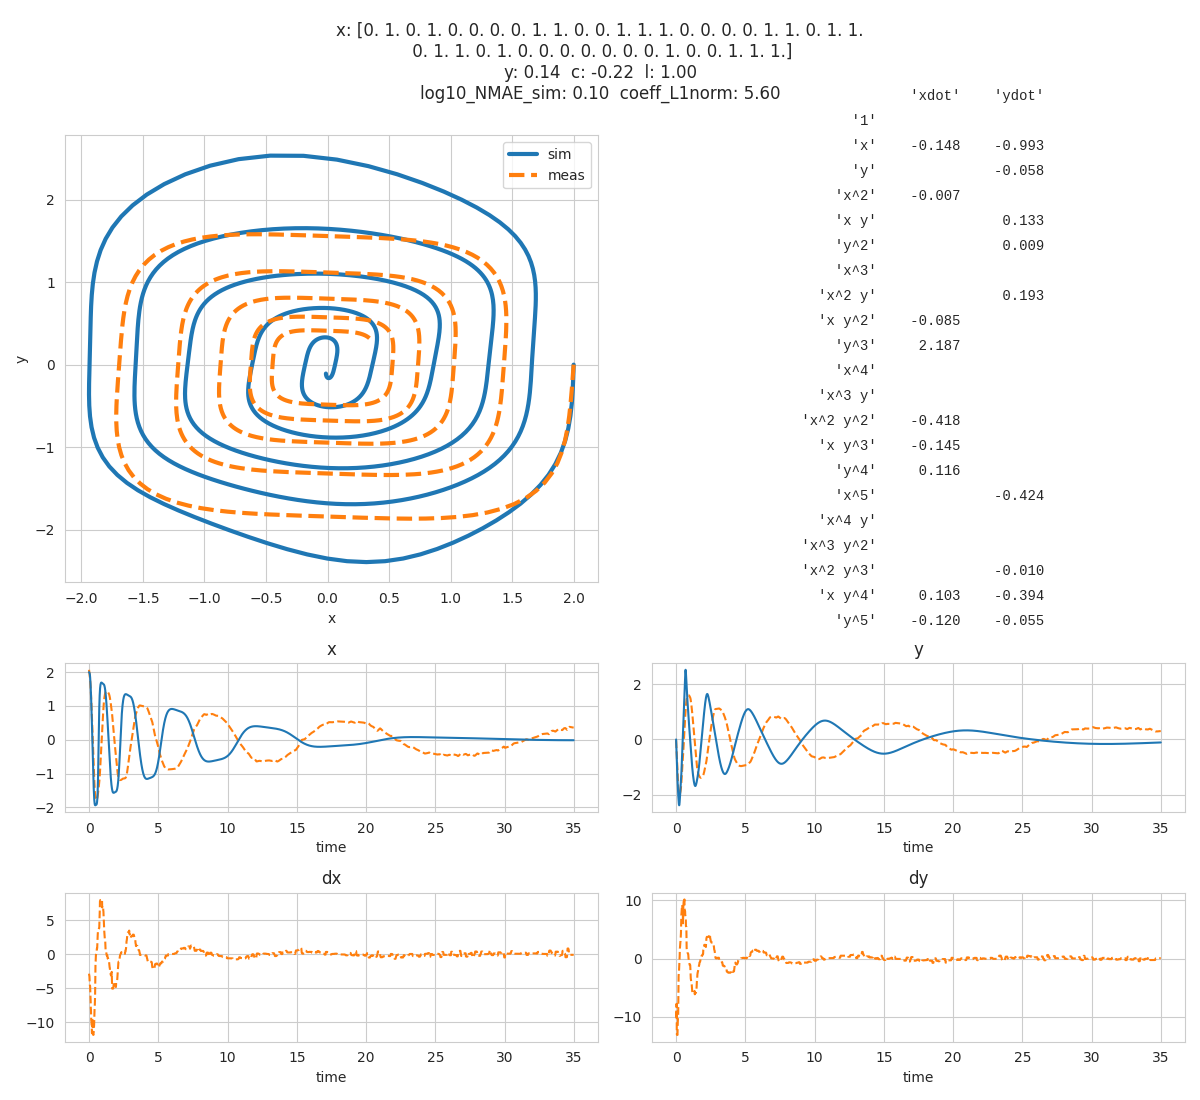 x: [0. 1. 0. 1. 0. 0. 0. 0. 1. 1. 0. 0. 1. 1. 1. 0. 0. 0. 0. 1. 1. 0. 1. 1.
0. 1. 1. 0. 1. 0. 0. 0. 0. 0. 0. 0. 1. 0. 0. 1. 1. 1.]
y: 0.14 c: -0.22 l: 1.00
log10_NMAE_sim: 0.10 coeff_L1norm: 5.60
'xdot' 'ydot'
'1'
'x' -0.148 -0.993
'y' -0.058
'x^2' -0.007
'x y' 0.133
'y^2' 0.009
'x^3'
'x^2 y' 0.193
'x y^2' -0.085
'y^3' 2.187
'x^4'
'x^3 y'
'x^2 y^2' -0.418
'x y^3' -0.145
'y^4' 0.116
'x^5' -0.424
'x^4 y'
'x^3 y^2'
'x^2 y^3' -0.010
'x y^4' 0.103 -0.394
'y^5' -0.120 -0.055
sim
meas
y
2
1
0
−1
−2
−2.0 −1.5 −1.0 −0.5 0.0 0.5 1.0 1.5 2.0
x
x
2
1
0
−1
−2
0 5 10 15 20 25 30 35
time
y
2
0
−2
0 5 10 15 20 25 30 35
time
dx
5
0
−5
−10
0 5 10 15 20 25 30 35
time
dy
10
0
−10
0 5 10 15 20 25 30 35
time